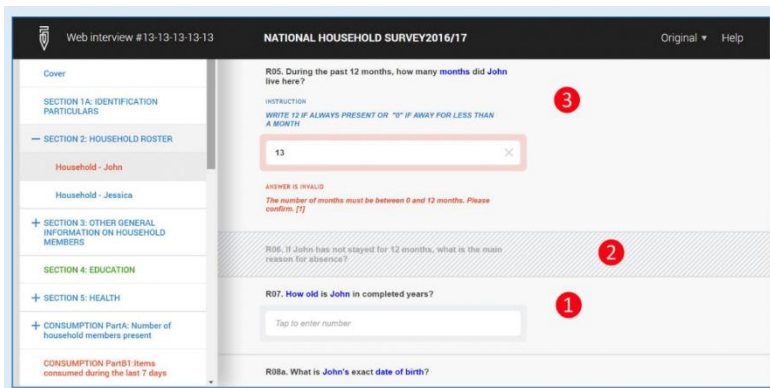 Web interview #13-13-13-13-13
NATIONAL HOUSEHOLD SURVEY2016/17
Original
Help
Cover
SECTION 1A: IDENTIFICATION
PARTICULARS
SECTION 2: HOUSEHOLD ROSTER
Household - John
Household - Jessica
SECTION 3: OTHER GENERAL
INFORMATION ON HOUSEHOLD
MEMBERS
SECTION 4: EDUCATION
SECTION 5: HEALTH
CONSUMPTION PartA: Number of
household members present
CONSUMPTION PartB1:Items
consumed during the last 7 days
R05. During the past 12 months, how many months did John
live here?
INSTRUCTION
WRITE 12 IF ALWAYS PRESENT OR "0" IF AWAY FOR LESS THAN
A MONTH
13
ANSWER IS INVALID
The number of months must be between 0 and 12 months. Please
confirm. [1]
3
R06. If John has not stayed for 12 months, what is the main
reason for absence?
2
R07. How old is John in completed years?
Tap to enter number
1
R08a. What is John's exact date of birth?